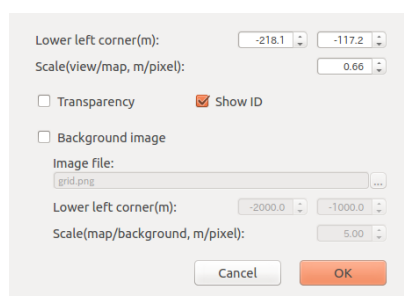 Lower left corner(m): -218.1 -117.2
Scale(view/map, m/pixel): 0.66
Transparency Show ID
Background image
Image file:
grid.png ...
Lower left corner(m): -2000.0 -1000.0
Scale(map/background, m/pixel): 5.00
Cancel OK